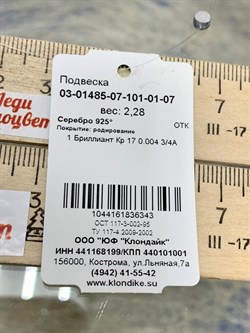 Подвеска
03-01485-07-101-01-07
вес: 2,28
Серебро 925*
ОТК
Покрытие: родирование
1 Бриллиант Кр 17 0.004 3/4А
1044161836343
ОСТ 117-3-002-95
ТУ 117-4.2009-2002
ООО "ЮФ "Клондайк"
ИНН 441168199/КПП 440101001
156000, Кострома, ул.Льняная,7а
(4942) 41-55-42
www.klondike.su
Леди